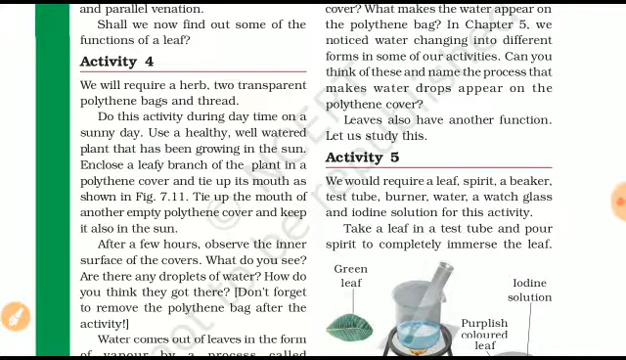 and parallel venation.
Shall we now find out some of the
functions of a leaf?
Activity 4
We will require a herb, two transparent
polythene bags and thread.
Do this activity during day time on a
sunny day. Use a healthy, well watered
plant that has been growing in the sun.
Enclose a leafy branch of the plant in a
polythene cover and tie up its mouth as
shown in Fig. 7.11. Tie up the mouth of
another empty polythene cover and keep
it also in the sun.
After a few hours, observe the inner
surface of the covers. What do you see?
Are there any droplets of water? How do
you think they got there? [Don't forget
to remove the polythene bag after the
activity!]
Water comes out of leaves in the form
of vapour by a process called
cover? What makes the water appear on
the polythene bag? In Chapter 5, we
noticed water changing into different
forms in some of our activities. Can you
think of these and name the process that
makes water drops appear on the
polythene cover?
Leaves also have another function.
Let us study this.
Activity 5
We would require a leaf, spirit, a beaker,
test tube, burner, water, a watch glass
and iodine solution for this activity.
Take a leaf in a test tube and pour
spirit to completely immerse the leaf.
Green
leaf
Iodine
solution
Purplish
coloured
leaf
© NCERT
not to be republished